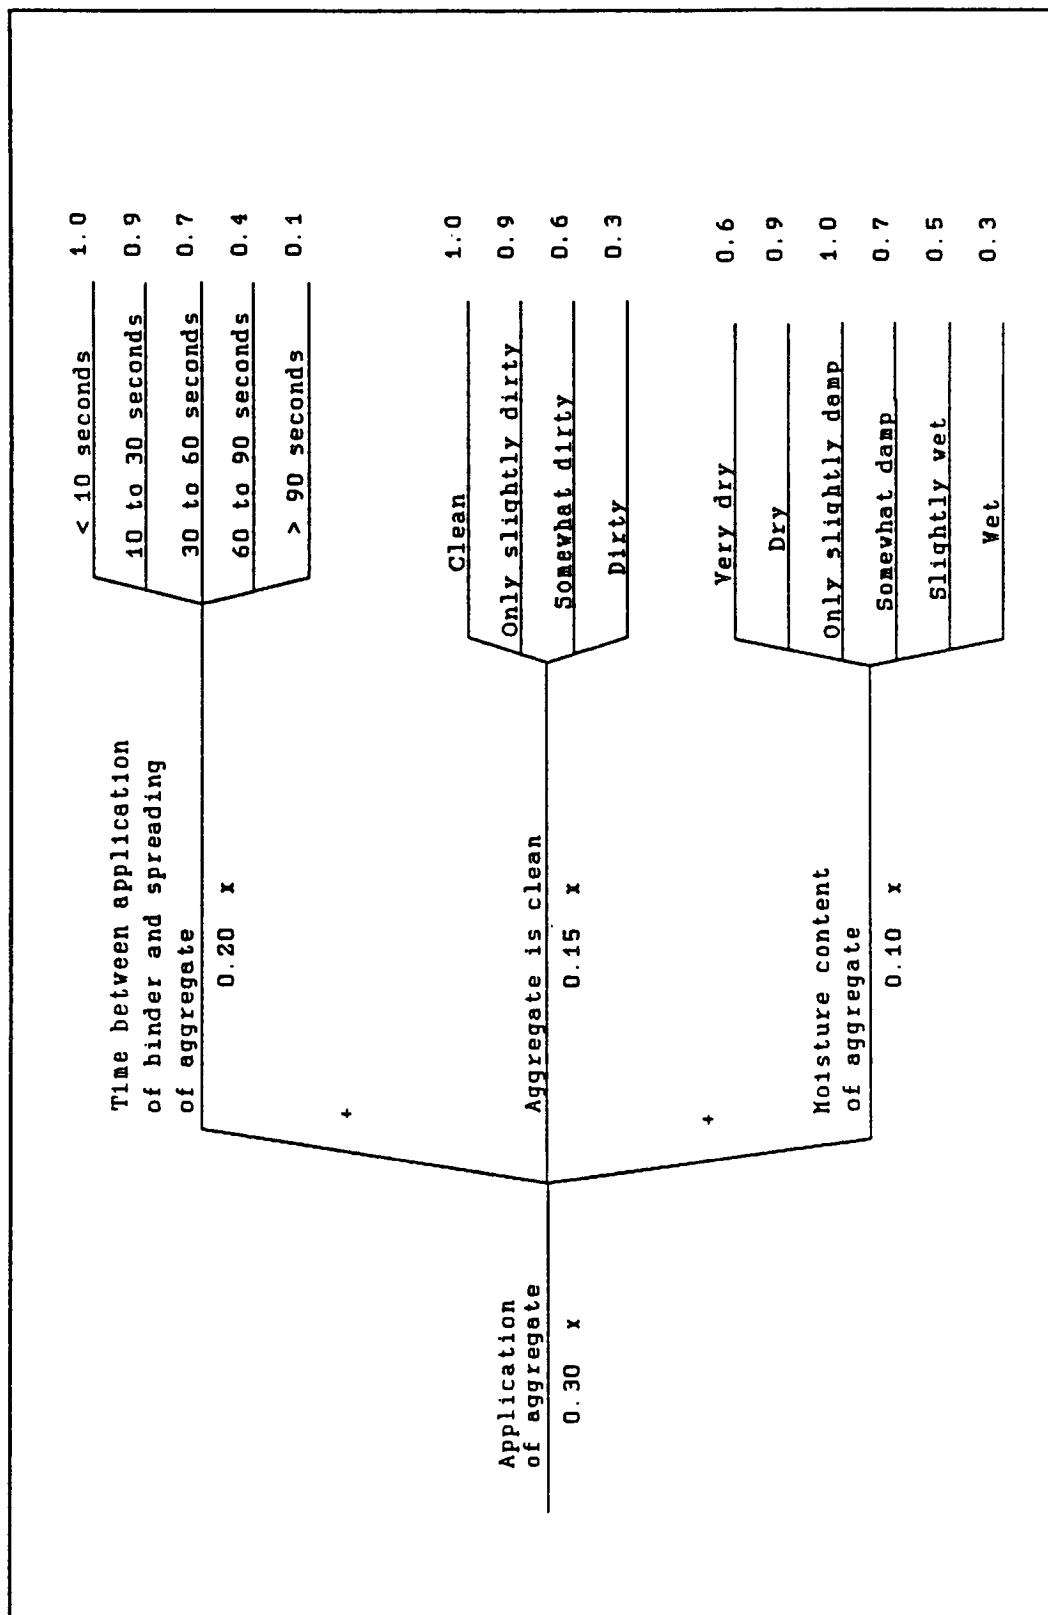 Time between application
of binder and spreading
of aggregate
0.20 x
< 10 seconds 1.0
10 to 30 seconds 0.9
30 to 60 seconds 0.7
60 to 90 seconds 0.4
> 90 seconds 0.1
+
Application
of aggregate
0.30 x
Aggregate is clean
0.15 x
Clean 1.0
Only slightly dirty 0.9
Somewhat dirty 0.6
Dirty 0.3
+
Moisture content
of aggregate
0.10 x
Very dry 0.6
Dry 0.9
Only slightly damp 1.0
Somewhat damp 0.7
Slightly wet 0.5
Wet 0.3